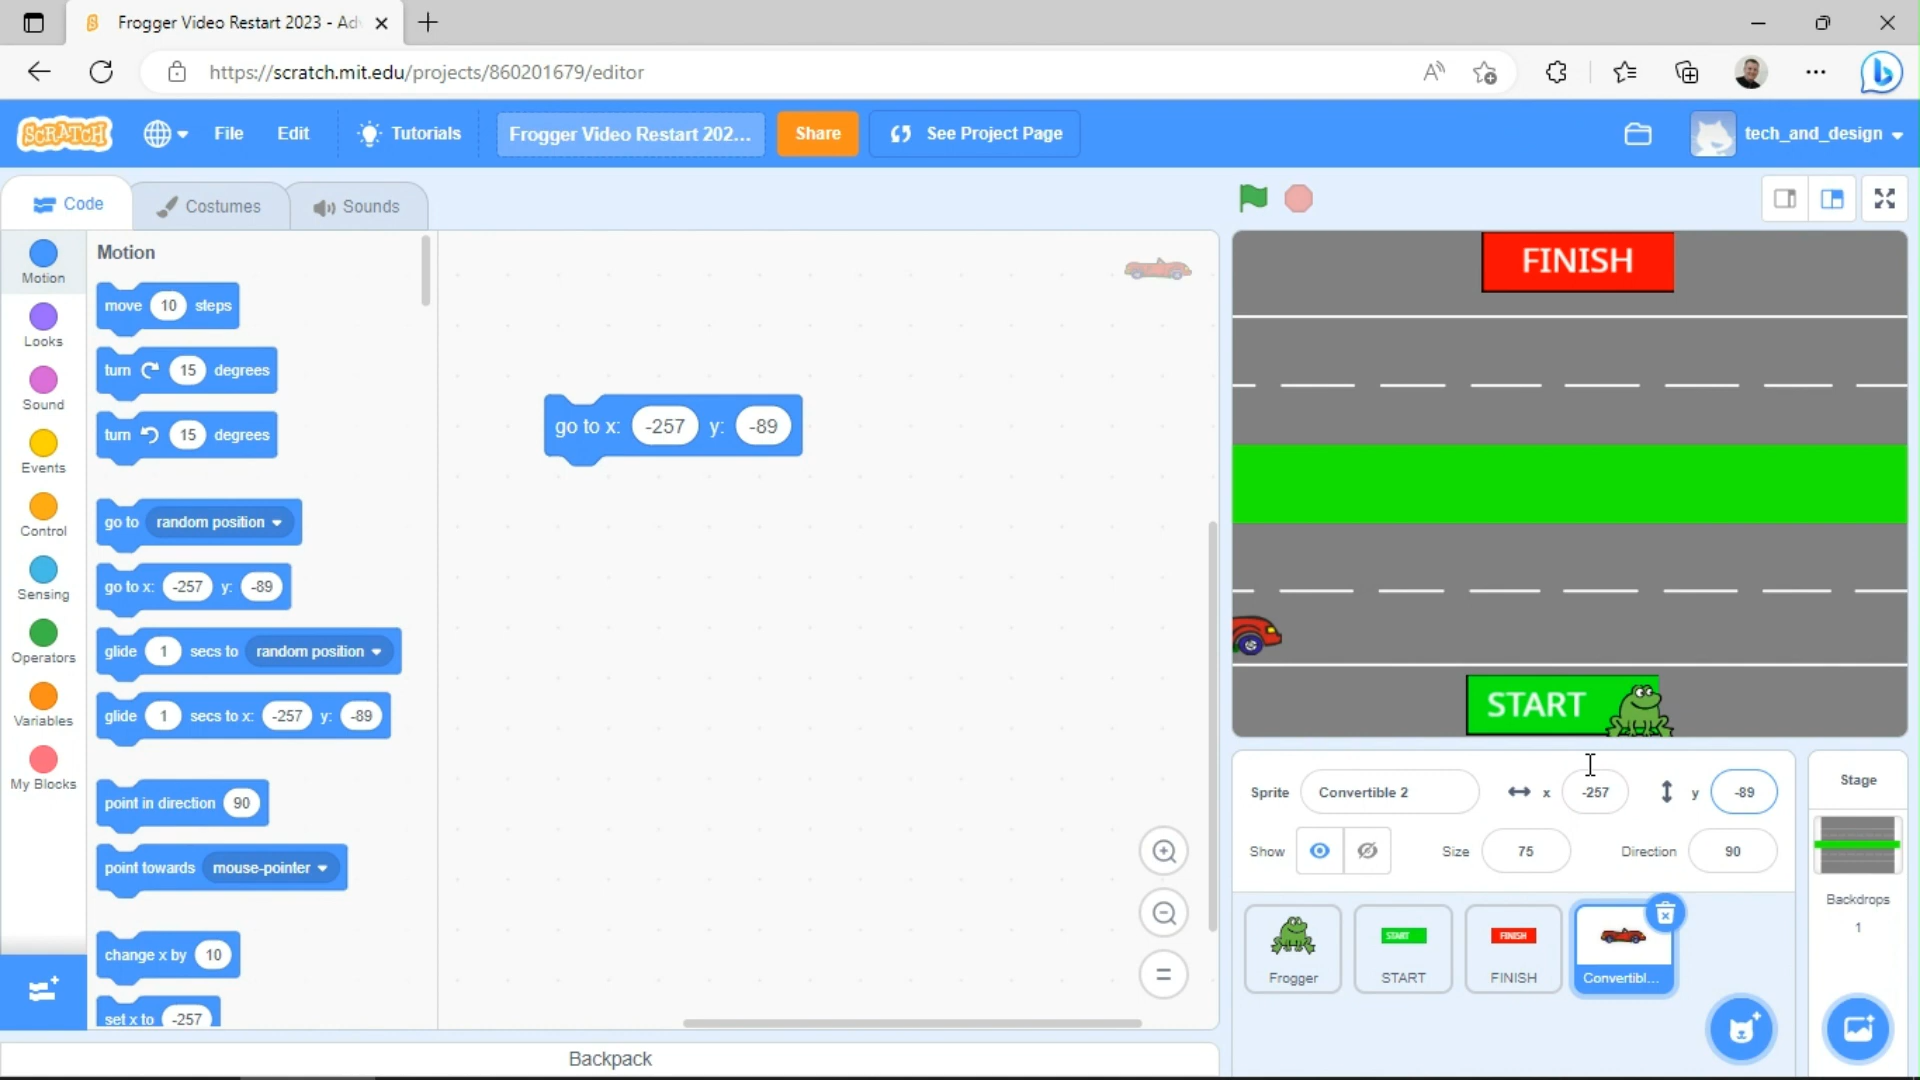 Frogger Video Restart 2023 - Ad
https://scratch.mit.edu/projects/860201679/editor
SCRATCH
File
Edit
Tutorials
Frogger Video Restart 202...
Share
See Project Page
tech_and_design
Code
Costumes
Sounds
Motion
Looks
Sound
Events
Control
Sensing
Operators
Variables
My Blocks
Motion
move 10 steps
turn 15 degrees
turn 15 degrees
go to random position
go to x: -257 y: -89
glide 1 secs to random position
glide 1 secs to x: -257 y: -89
point in direction 90
point towards mouse-pointer
change x by 10
set x to -257
go to x: -257 y: -89
Backpack
FINISH
START
Sprite Convertible 2 x -257 y -89
Show Size 75 Direction 90
START
FINISH
Frogger
START
FINISH
Convertibl...
Stage
Backdrops
1